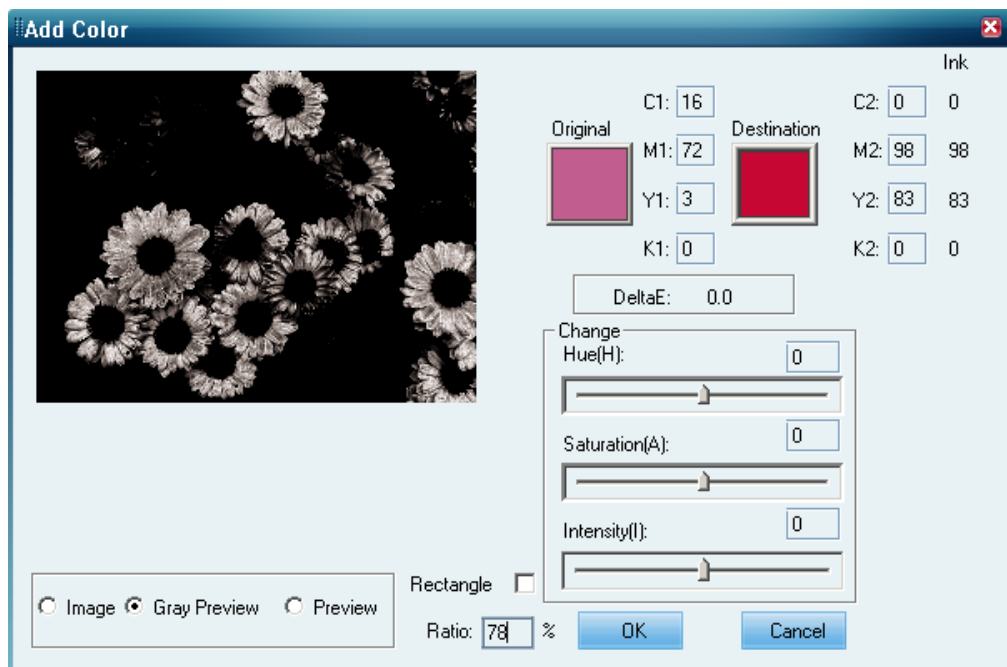 Add Color
Ink
C1: 16 C2: 0 0
Original Destination
M1: 72 M2: 98 98
Y1: 3 Y2: 83 83
K1: 0 K2: 0 0
DeltaE: 0.0
Change
Hue(H): 0
Saturation(A): 0
Intensity(I): 0
Rectangle
Image Gray Preview Preview
Ratio: 78 % OK Cancel